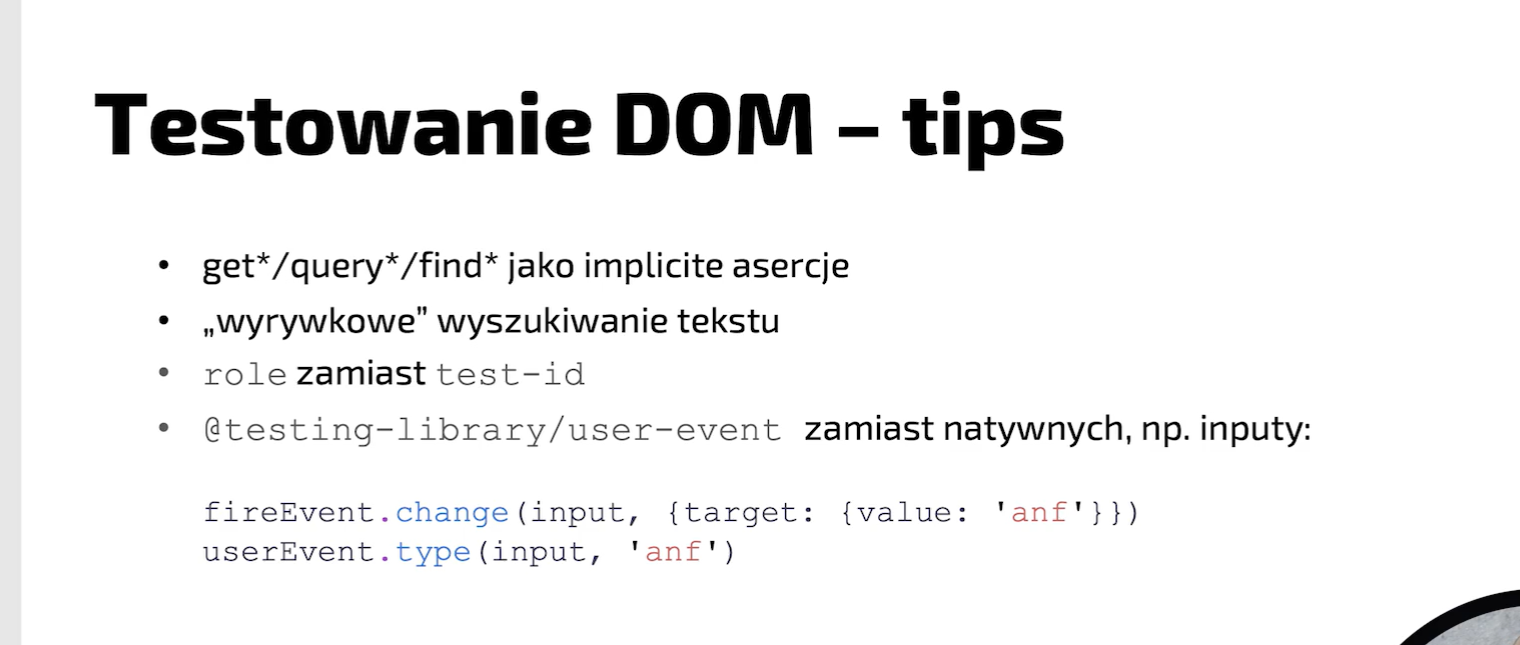 Testowanie DOM – tips
• get*/query*/find* jako implicite asercje
• „wyrywkowe” wyszukiwanie tekstu
• role zamiast test-id
• @testing-library/user-event zamiast natywnych, np. inputy:
fireEvent.change(input, {target: {value: 'anf'}})
userEvent.type(input, 'anf')